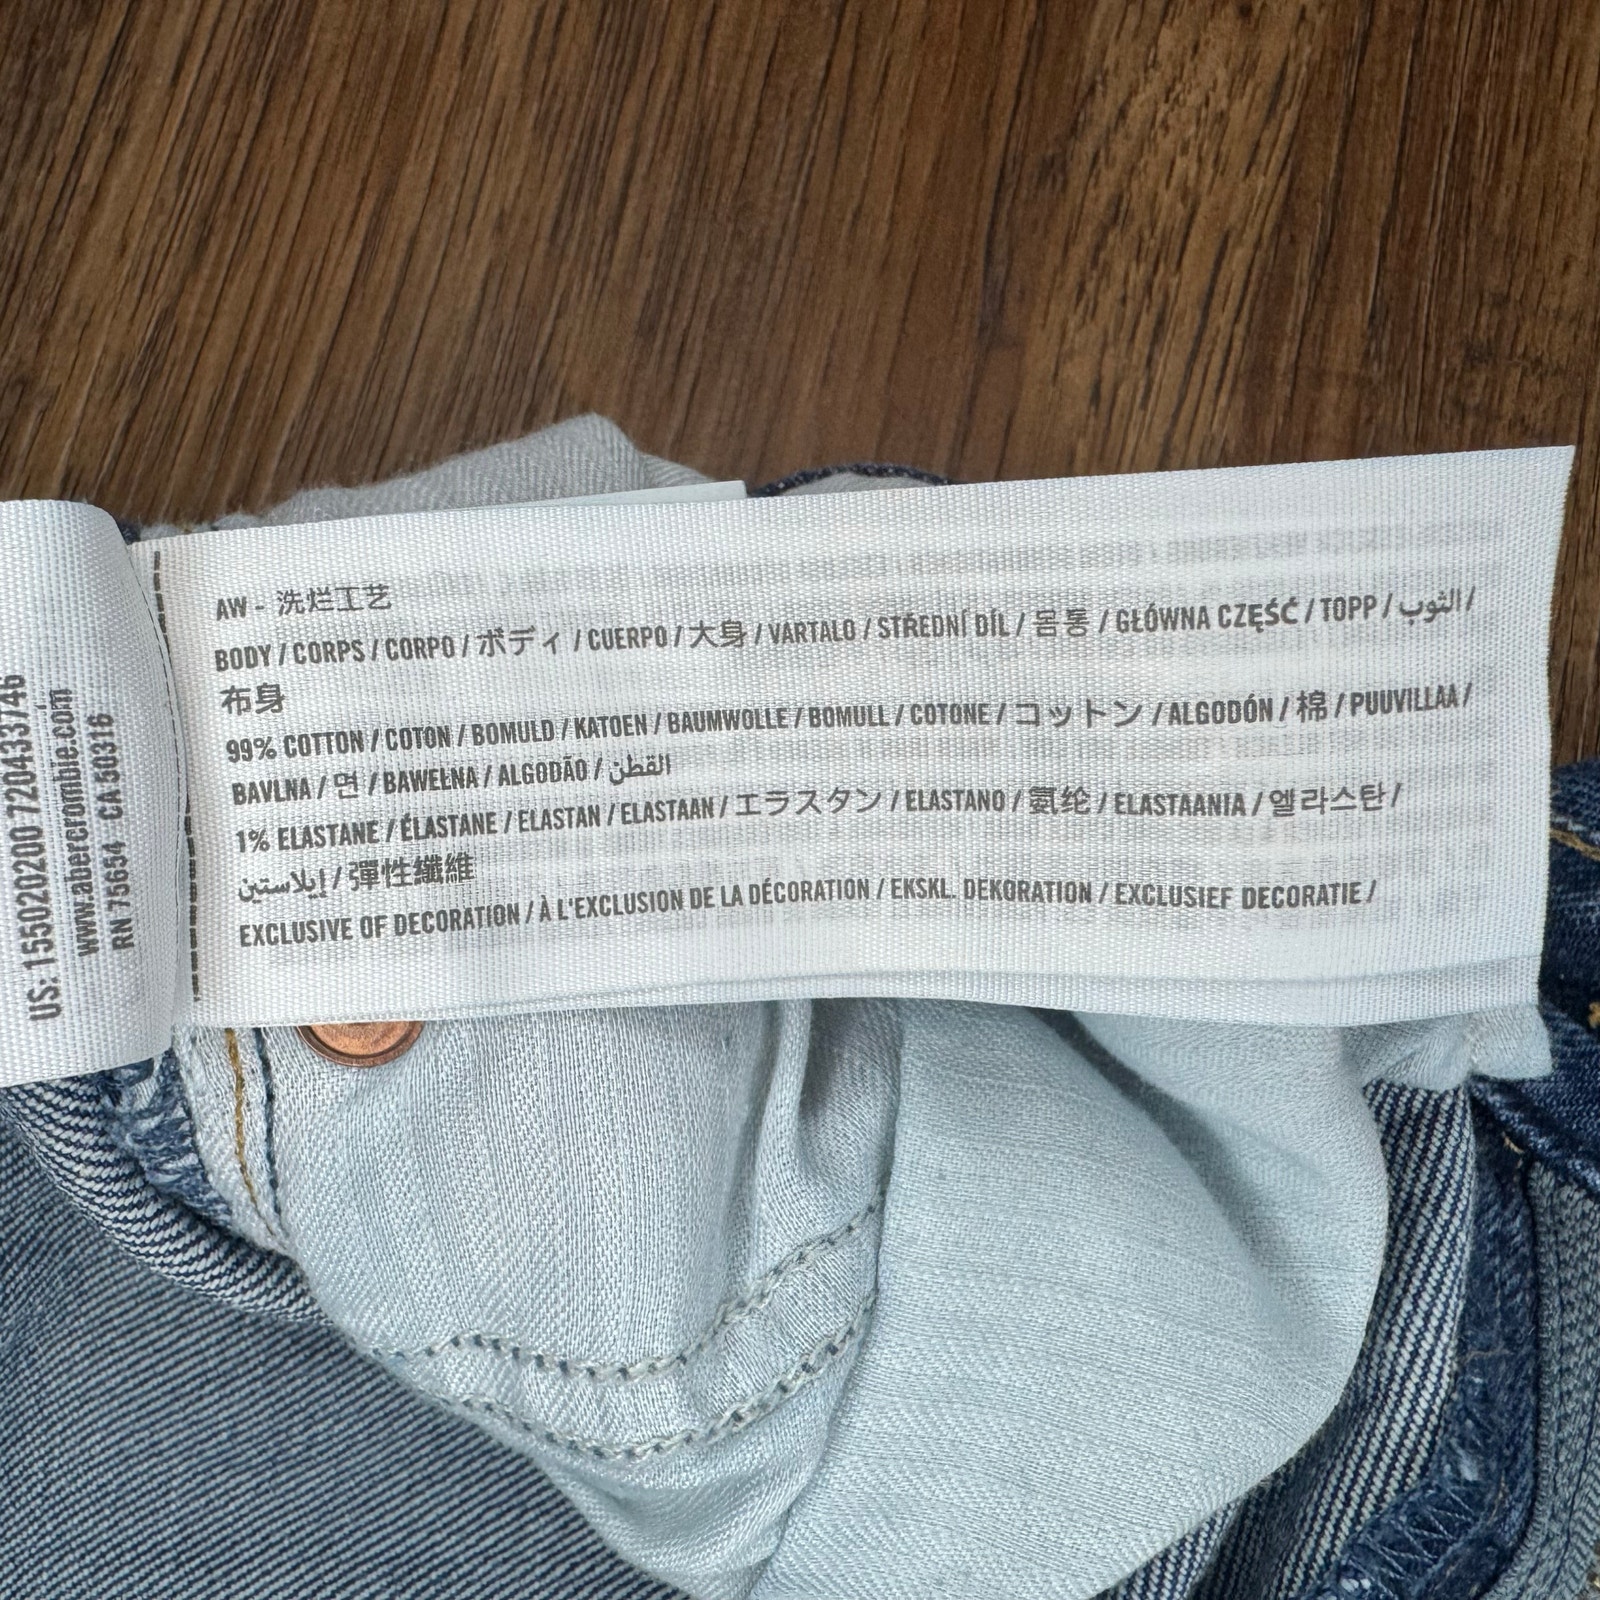 US: 155020200 720433746
www.abercrombie.com
RN 75654 CA 50316
AW - 洗烂工艺
BODY / CORPS / CORPO / ボディ / CUERPO / 大身 / VARTALO / STŘEDNÍ DÍL / 몸통 / GŁÓWNA CZĘŚĆ / TOPP / الثوب /
布身
99% COTTON / COTON / BOMULD / KATOEN / BAUMWOLLE / BOMULL / COTONE / コットン / ALGODÓN / 棉 / PUUVILLAA /
BAVLNA / 면 / BAWEŁNA / ALGODÃO / القطن
1% ELASTANE / ÉLASTANE / ELASTAN / ELASTAAN / エラスタン / ELASTANO / 氨纶 / ELASTAANIA / 엘라스탄 /
إيلاستين / 彈性纖維
EXCLUSIVE OF DECORATION / À L'EXCLUSION DE LA DÉCORATION / EKSKL. DEKORATION / EXCLUSIEF DECORATIE /